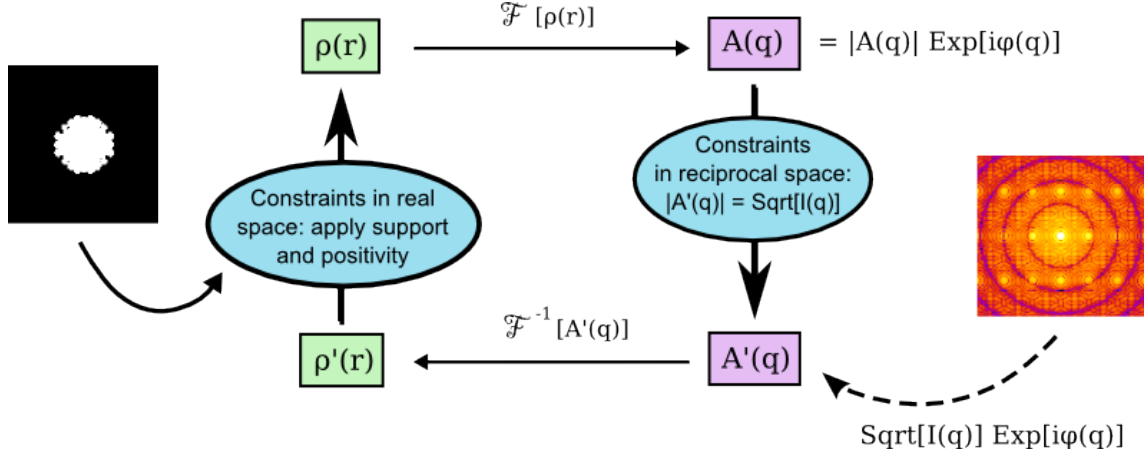 ℱ [ρ(r)]
ρ(r)
A(q)
= |A(q)| Exp[iφ(q)]
Constraints
in reciprocal space:
|A'(q)| = Sqrt[I(q)]
Constraints in real
space: apply support
and positivity
ℱ⁻¹ [A'(q)]
ρ'(r)
A'(q)
Sqrt[I(q)] Exp[iφ(q)]